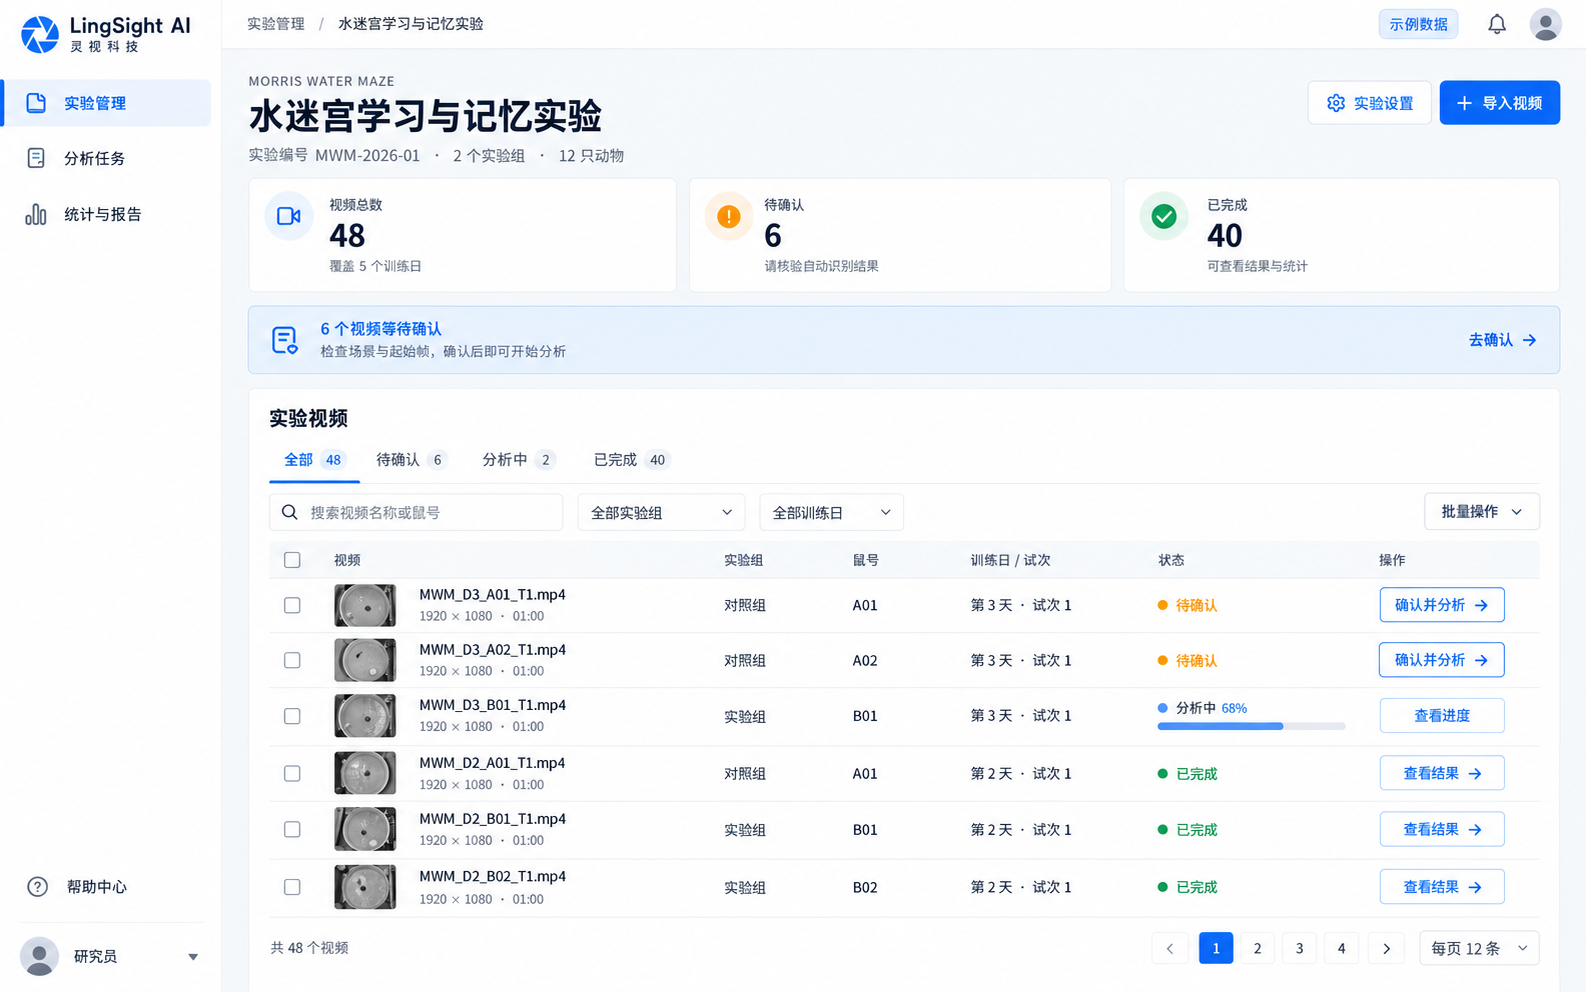 LingSight AI
灵视科技
实验管理
分析任务
统计与报告
帮助中心
研究员
实验管理 / 水迷宫学习与记忆实验
示例数据
MORRIS WATER MAZE
水迷宫学习与记忆实验
实验编号 MWM-2026-01 · 2 个实验组 · 12 只动物
实验设置
+ 导入视频
视频总数
48
覆盖 5 个训练日
待确认
6
请核验自动识别结果
已完成
40
可查看结果与统计
6 个视频等待确认
检查场景与起始帧，确认后即可开始分析
去确认 →
实验视频
全部 48 待确认 6 分析中 2 已完成 40
搜索视频名称或鼠号 全部实验组 全部训练日 批量操作
视频 实验组 鼠号 训练日 / 试次 状态 操作
MWM_D3_A01_T1.mp4
1920 × 1080 · 01:00
对照组 A01 第 3 天 · 试次 1 待确认 确认并分析 →
MWM_D3_A02_T1.mp4
1920 × 1080 · 01:00
对照组 A02 第 3 天 · 试次 1 待确认 确认并分析 →
MWM_D3_B01_T1.mp4
1920 × 1080 · 01:00
实验组 B01 第 3 天 · 试次 1 分析中 68% 查看进度
MWM_D2_A01_T1.mp4
1920 × 1080 · 01:00
对照组 A01 第 2 天 · 试次 1 已完成 查看结果 →
MWM_D2_B01_T1.mp4
1920 × 1080 · 01:00
实验组 B01 第 2 天 · 试次 1 已完成 查看结果 →
MWM_D2_B02_T1.mp4
1920 × 1080 · 01:00
实验组 B02 第 2 天 · 试次 1 已完成 查看结果 →
共 48 个视频
1 2 3 4 每页 12 条